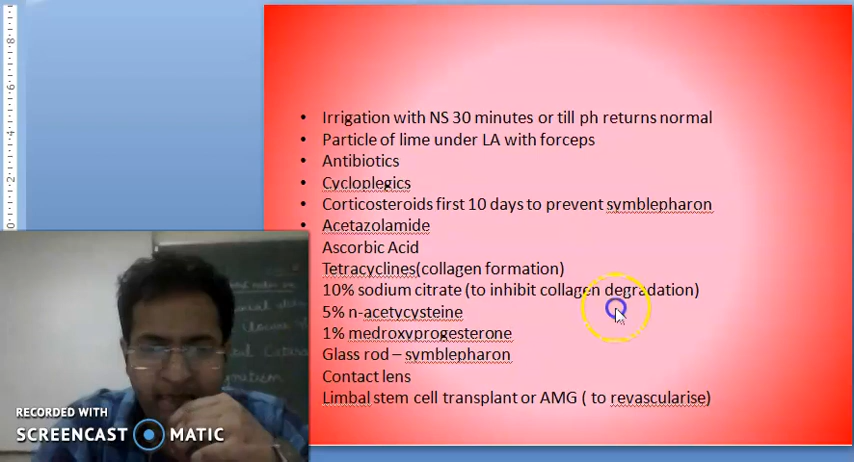 • Irrigation with NS 30 minutes or till ph returns normal
• Particle of lime under LA with forceps
• Antibiotics
• Cycloplegics
• Corticosteroids first 10 days to prevent symblepharon
• Acetazolamide
Ascorbic Acid
Tetracyclines(collagen formation)
10% sodium citrate (to inhibit collagen degradation)
5% n-acetycysteine
1% medroxyprogesterone
Glass rod – symblepharon
Contact lens
Limbal stem cell transplant or AMG ( to revascularise)
RECORDED WITH
SCREENCAST MATIC